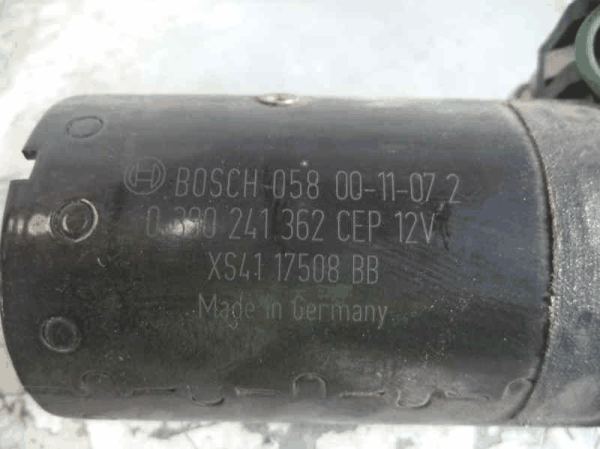 BOSCH 058 00-11-07 2
0 390 241 362 CEP 12V
XS41 17508 BB
Made in Germany